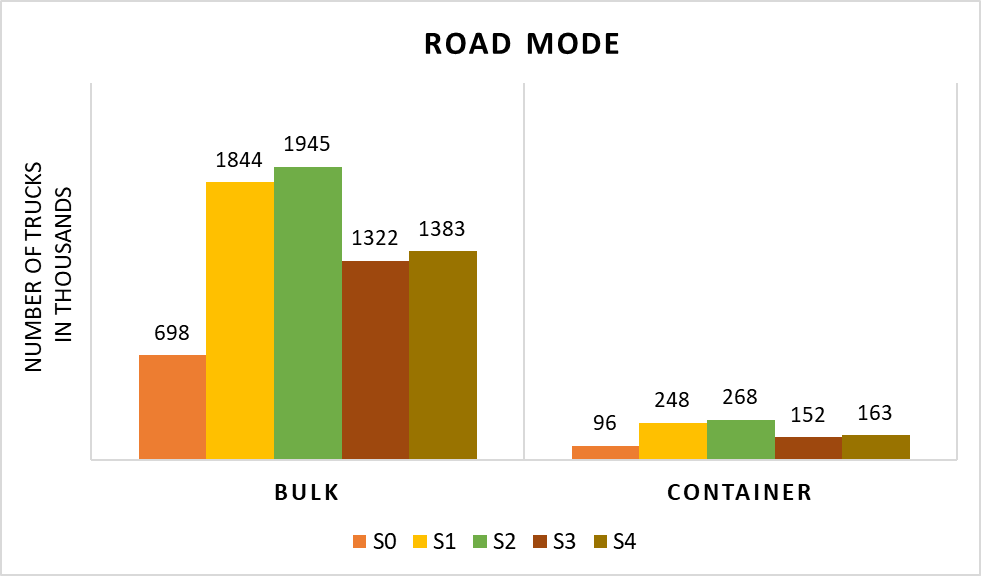 ROAD MODE
NUMBER OF TRUCKS
IN THOUSANDS
698
1844
1945
1322
1383
96
248
268
152
163
BULK
CONTAINER
S0 S1 S2 S3 S4